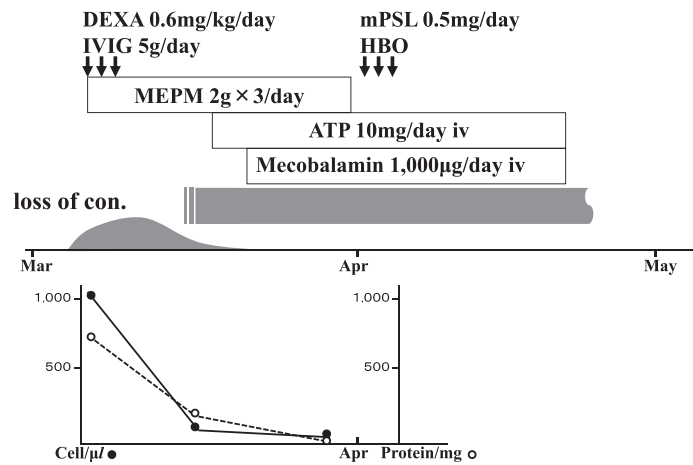 DEXA 0.6mg/kg/day
IVIG 5g/day
mPSL 0.5mg/day
HBO
MEPM 2g × 3/day
ATP 10mg/day iv
Mecobalamin 1,000μg/day iv
loss of con.
Mar Apr May
1,000 1,000
500 500
Cell/μl ● Apr Protein/mg ○